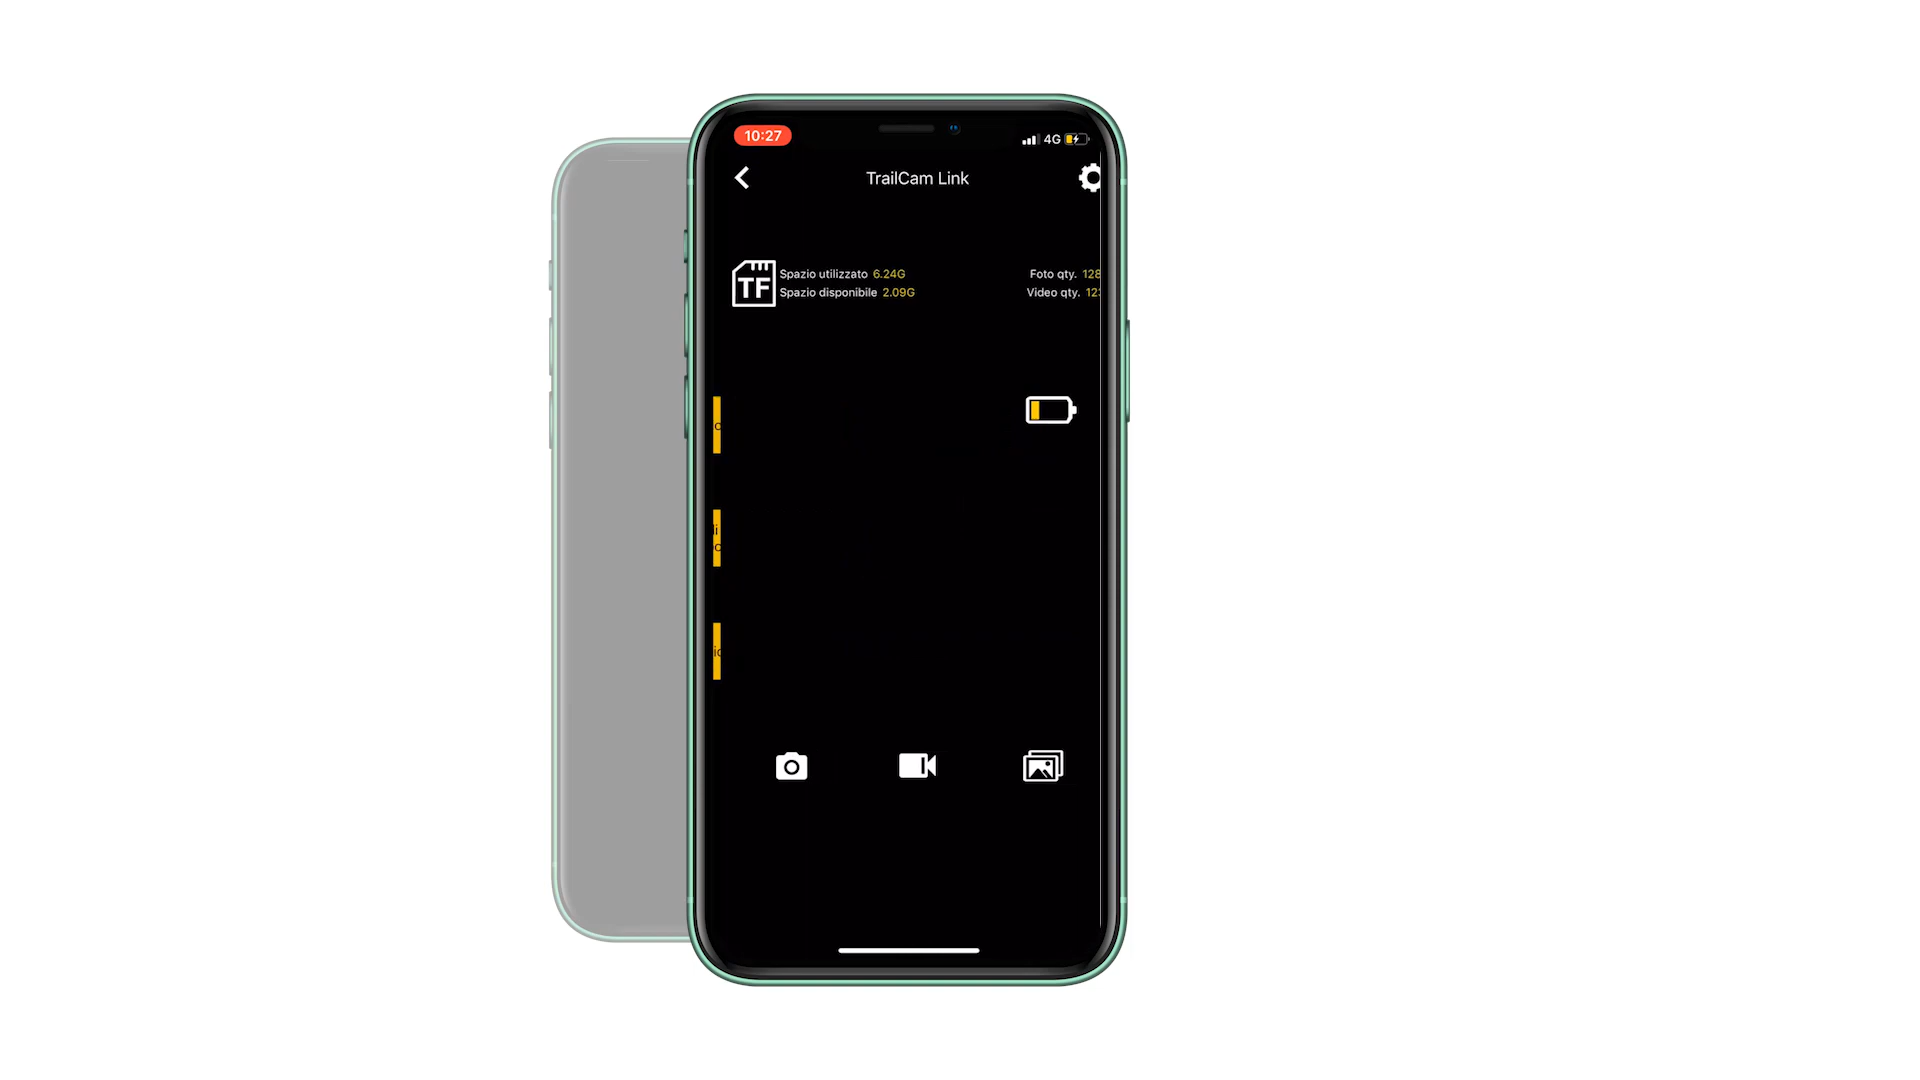 10:27
4G
TrailCam Link
TF
Spazio utilizzato 6.24G
Foto qty. 128
Spazio disponibile 2.09G
Video qty.